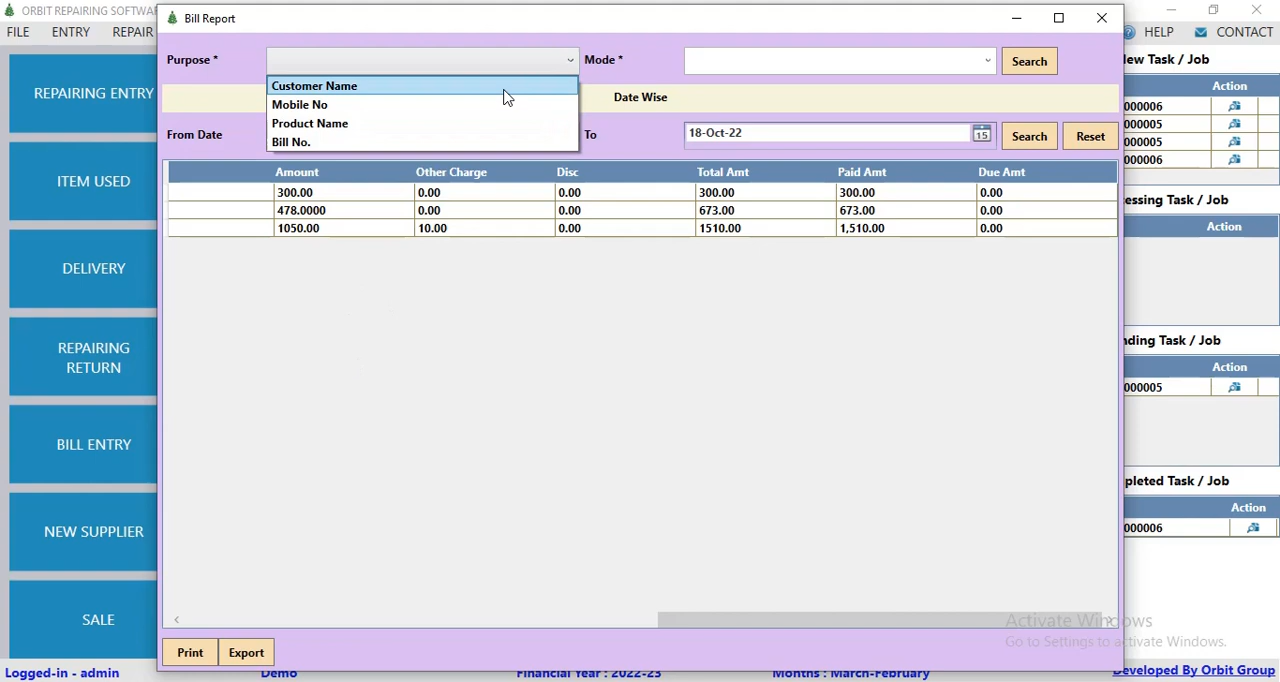 ORBIT REPAIRING SOFTWA
Bill Report
FILE ENTRY REPAIR
HELP CONTACT
Purpose *
Mode *
Search
Customer Name
Mobile No
Product Name
Bill No.
Date Wise
From Date
To
18-Oct-22
15
Search
Reset
Amount Other Charge Disc Total Amt Paid Amt Due Amt
300.00 0.00 0.00 300.00 300.00 0.00
478.0000 0.00 0.00 673.00 673.00 0.00
1050.00 10.00 0.00 1510.00 1,510.00 0.00
REPAIRING ENTRY
ITEM USED
DELIVERY
REPAIRING
RETURN
BILL ENTRY
NEW SUPPLIER
SALE
lew Task / Job
Action
000006
000005
000005
000006
essing Task / Job
Action
nding Task / Job
Action
000005
pleted Task / Job
Action
000006
Activate Windows
Go to Settings to activate Windows.
Print
Export
Logged-in - admin
Demo
Financial Year : 2022-23
Months : March-February
Developed By Orbit Group